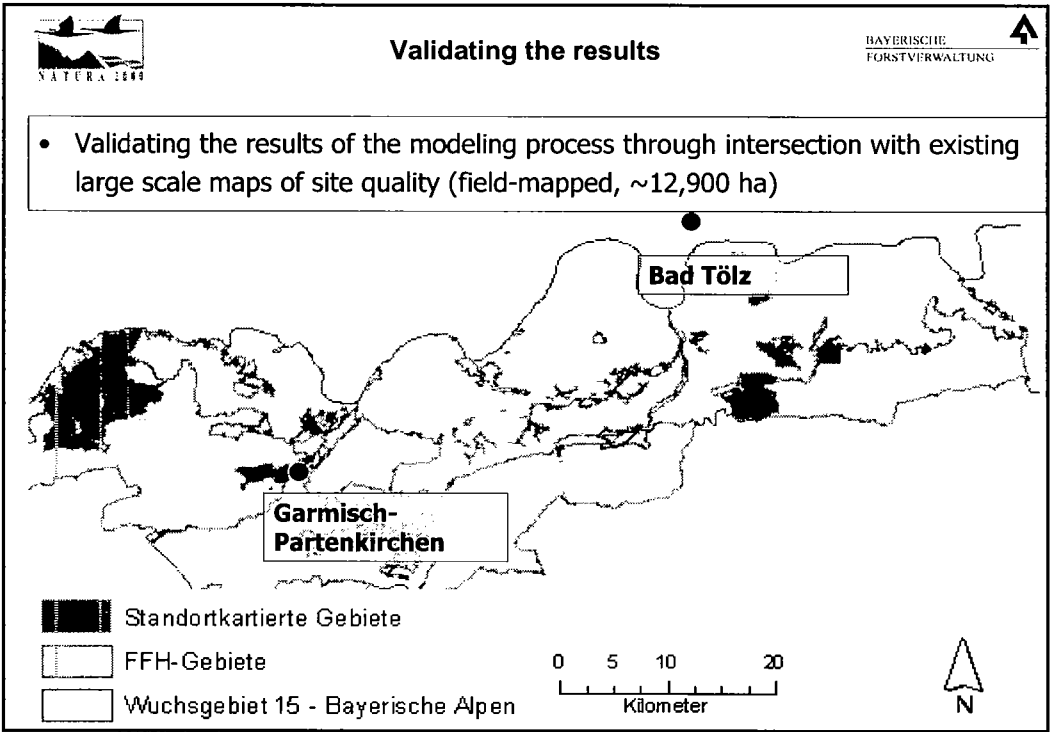 NATURA 2000
Validating the results
BAYERISCHE
FORSTVERWALTUNG
• Validating the results of the modeling process through intersection with existing
large scale maps of site quality (field-mapped, ~12,900 ha)
Bad Tölz
Garmisch-
Partenkirchen
Standortkartierte Gebiete
FFH-Gebiete
Wuchsgebiet 15 - Bayerische Alpen
0 5 10 20
Kilometer
N